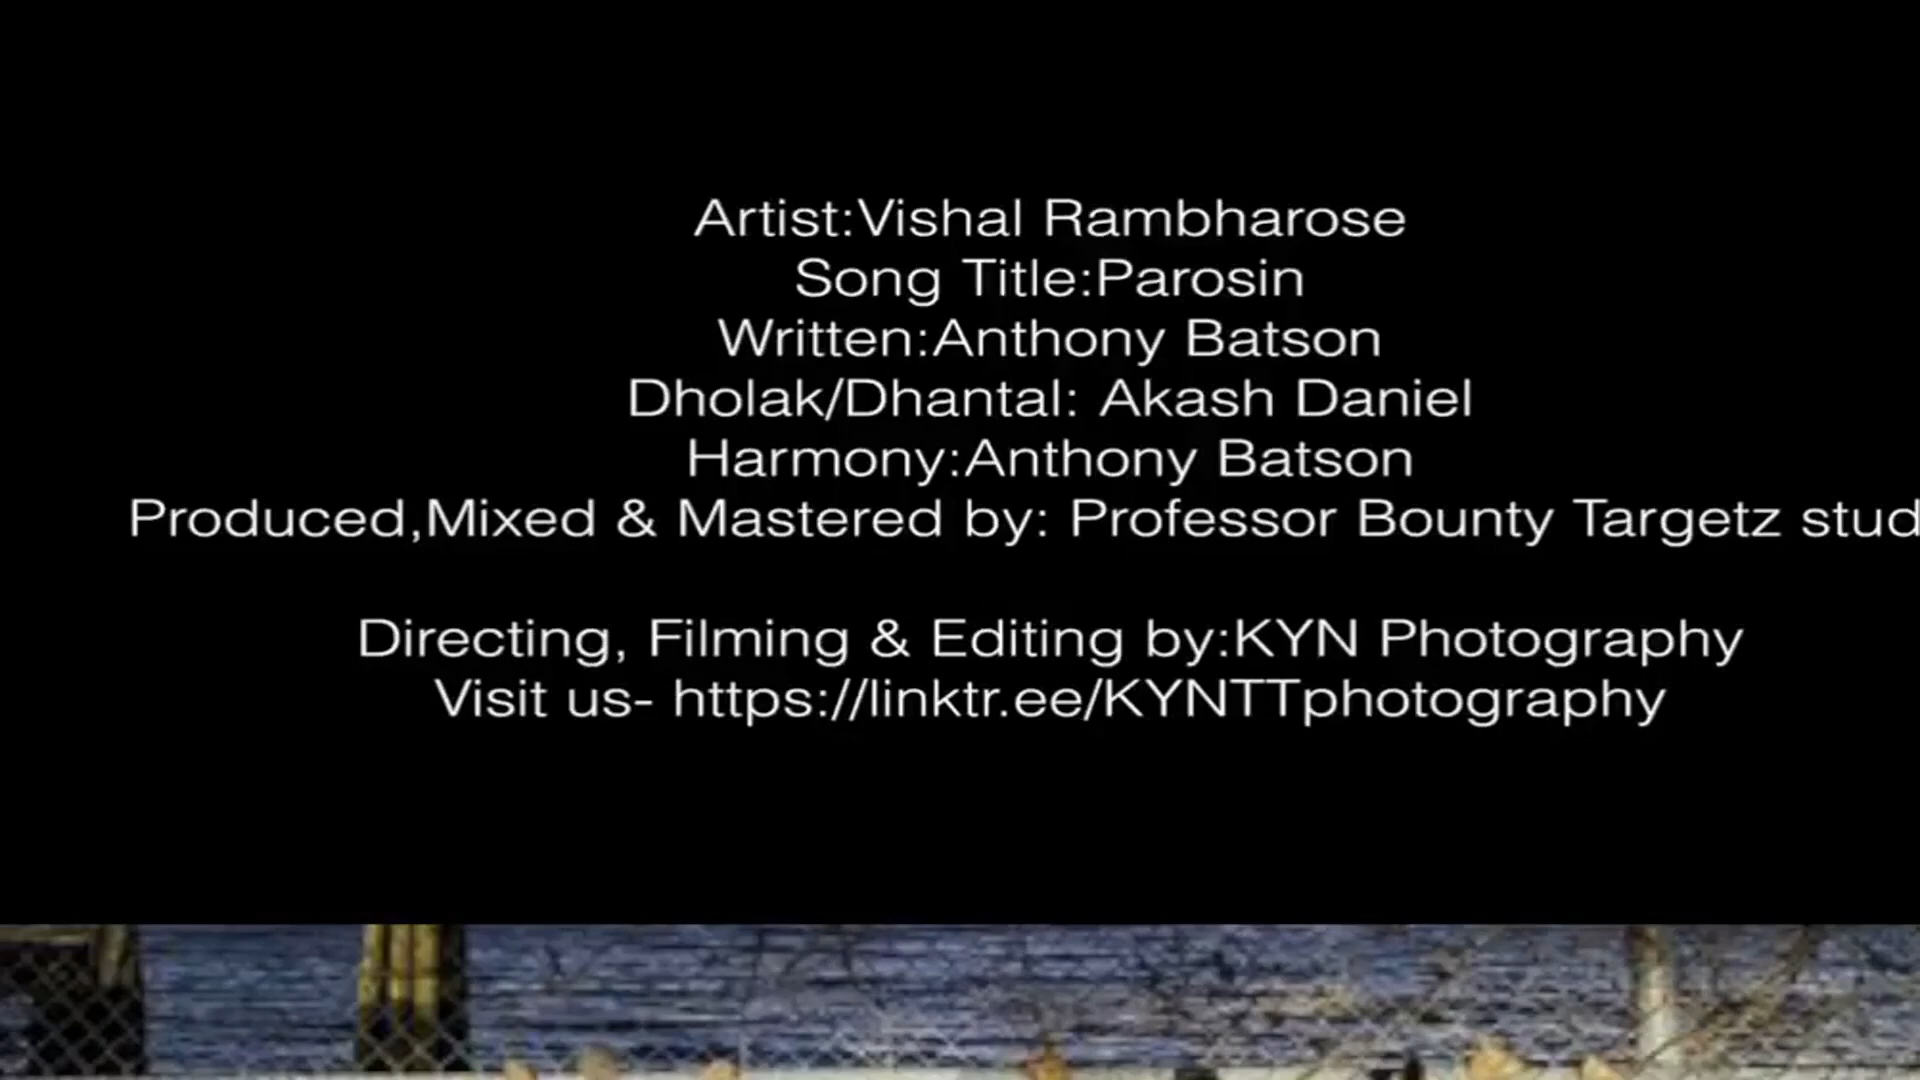 Artist:Vishal Rambharose
Song Title:Parosin
Written:Anthony Batson
Dholak/Dhantal: Akash Daniel
Harmony:Anthony Batson
Produced,Mixed & Mastered by: Professor Bounty Targetz stud
Directing, Filming & Editing by:KYN Photography
Visit us- https://linktr.ee/KYNTTphotography